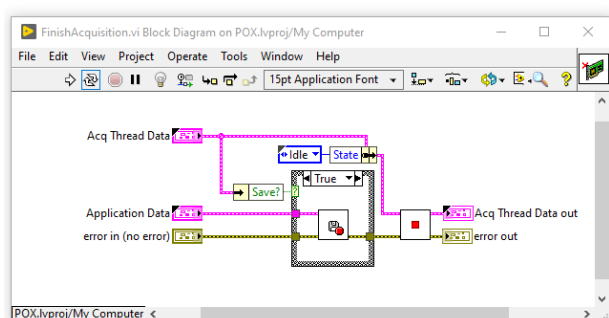 FinishAcquisition.vi Block Diagram on POX.lvproj/My Computer
File Edit View Project Operate Tools Window Help
15pt Application Font
?
Acq Thread Data
Idle State
True
Save? ?
Application Data Acq Thread Data out
error in (no error) error out
POX.lvproj/My Computer